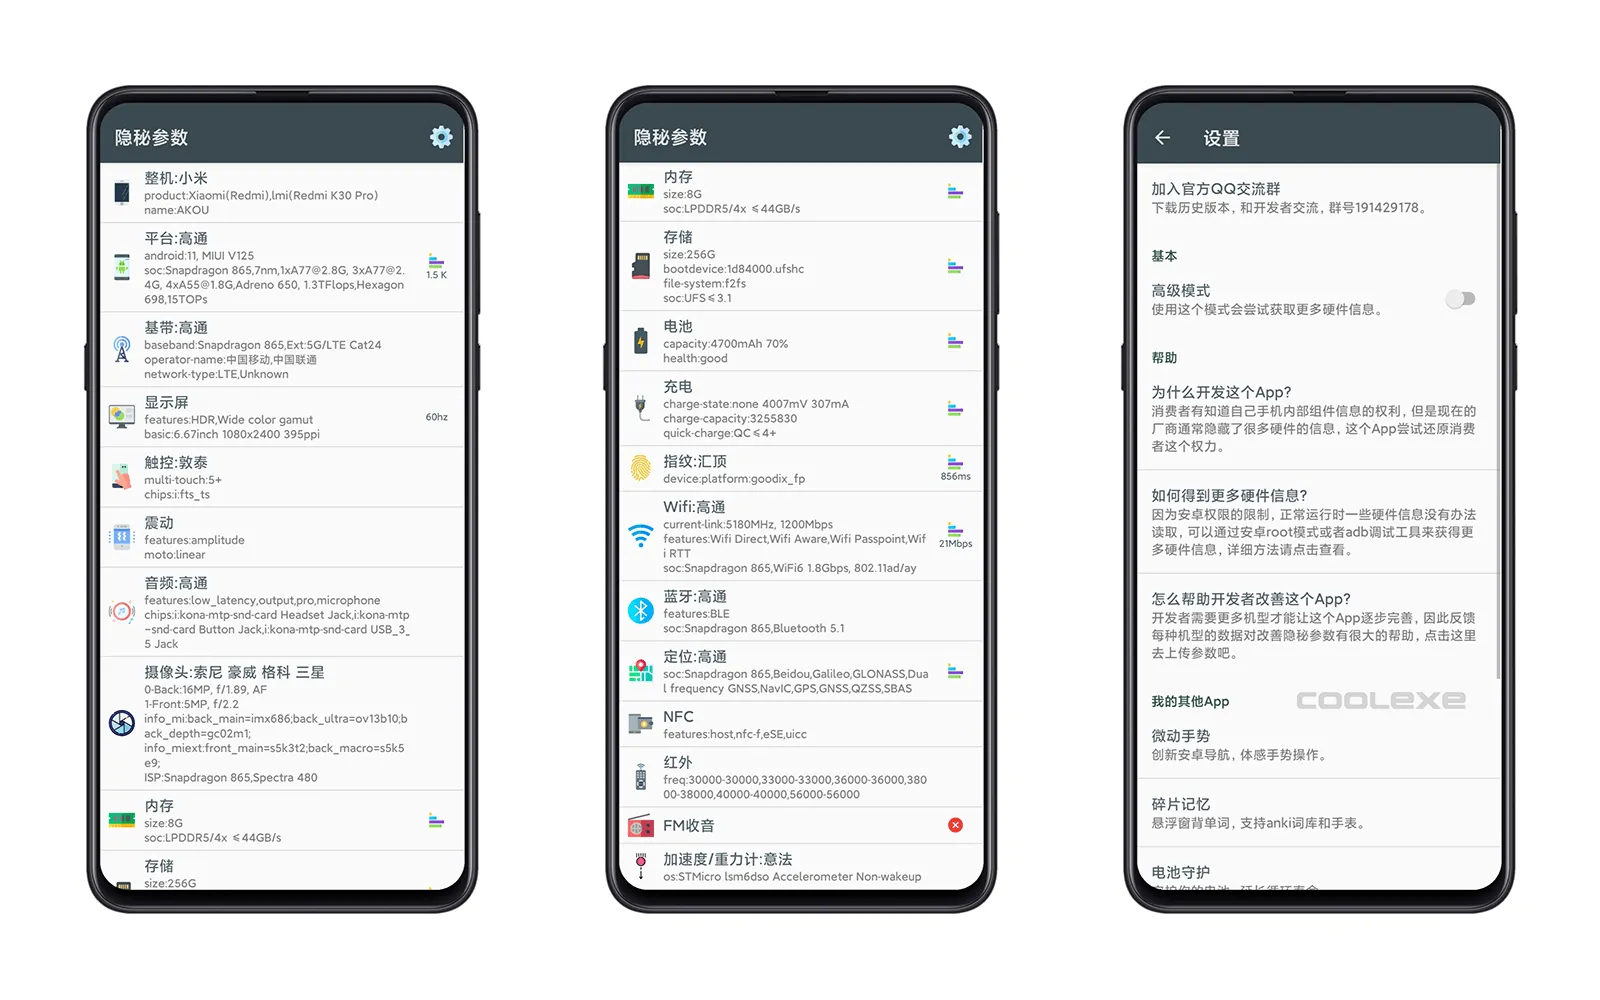 隐秘参数
整机:小米
product:Xiaomi(Redmi),lmi(Redmi K30 Pro)
name:AKOU
平台:高通
android:11, MIUI V125
soc:Snapdragon 865,7nm,1xA77@2.8G, 3xA77@2.
4G, 4xA55@1.8G,Adreno 650, 1.3TFlops,Hexagon
698,15TOPs
1.5 K
基带:高通
baseband:Snapdragon 865,Ext:5G/LTE Cat24
operator-name:中国移动,中国联通
network-type:LTE,Unknown
显示屏
features:HDR,Wide color gamut
basic:6.67inch 1080x2400 395ppi
60hz
触控:敦泰
multi-touch:5+
chips:i:fts_ts
震动
features:amplitude
moto:linear
音频:高通
features:low_latency,output,pro,microphone
chips:i:kona-mtp-snd-card Headset Jack,i:kona-mtp
-snd-card Button Jack,i:kona-mtp-snd-card USB_3_
5 Jack
摄像头:索尼 豪威 格科 三星
0-Back:16MP, f/1.89, AF
1-Front:5MP, f/2.2
info_mi:back_main=imx686;back_ultra=ov13b10;b
ack_depth=gc02m1;
info_miext:front_main=s5k3t2;back_macro=s5k5
e9;
ISP:Snapdragon 865,Spectra 480
内存
size:8G
soc:LPDDR5/4x ≤44GB/s
存储
size:256G
隐秘参数
内存
size:8G
soc:LPDDR5/4x ≤44GB/s
存储
size:256G
bootdevice:1d84000.ufshc
file-system:f2fs
soc:UFS≤3.1
电池
capacity:4700mAh 70%
health:good
充电
charge-state:none 4007mV 307mA
charge-capacity:3255830
quick-charge:QC≤4+
指纹:汇顶
device:platform:goodix_fp
856ms
Wifi:高通
current-link:5180MHz, 1200Mbps
features:Wifi Direct,Wifi Aware,Wifi Passpoint,Wif
i RTT
soc:Snapdragon 865,WiFi6 1.8Gbps, 802.11ad/ay
21Mbps
蓝牙:高通
features:BLE
soc:Snapdragon 865,Bluetooth 5.1
定位:高通
soc:Snapdragon 865,Beidou,Galileo,GLONASS,Dua
l frequency GNSS,NavIC,GPS,GNSS,QZSS,SBAS
NFC
features:host,nfc-f,eSE,uicc
红外
freq:30000-30000,33000-33000,36000-36000,380
00-38000,40000-40000,56000-56000
FM收音
加速度/重力计:意法
os:STMicro lsm6dso Accelerometer Non-wakeup
设置
加入官方QQ交流群
下载历史版本，和开发者交流，群号191429178。
基本
高级模式
使用这个模式会尝试获取更多硬件信息。
帮助
为什么开发这个App?
消费者有知道自己手机内部组件信息的权利，但是现在的
厂商通常隐藏了很多硬件的信息，这个App尝试还原消费
者这个权力。
如何得到更多硬件信息?
因为安卓权限的限制，正常运行时一些硬件信息没有办法
读取，可以通过安卓root模式或者adb调试工具来获得更
多硬件信息，详细方法请点击查看。
怎么帮助开发者改善这个App?
开发者需要更多机型才能让这个App逐步完善，因此反馈
每种机型的数据对改善隐秘参数有很大的帮助，点击这里
去上传参数吧。
我的其他App
COOLEXE
微动手势
创新安卓导航，体感手势操作。
碎片记忆
悬浮窗背单词，支持anki词库和手表。
电池守护